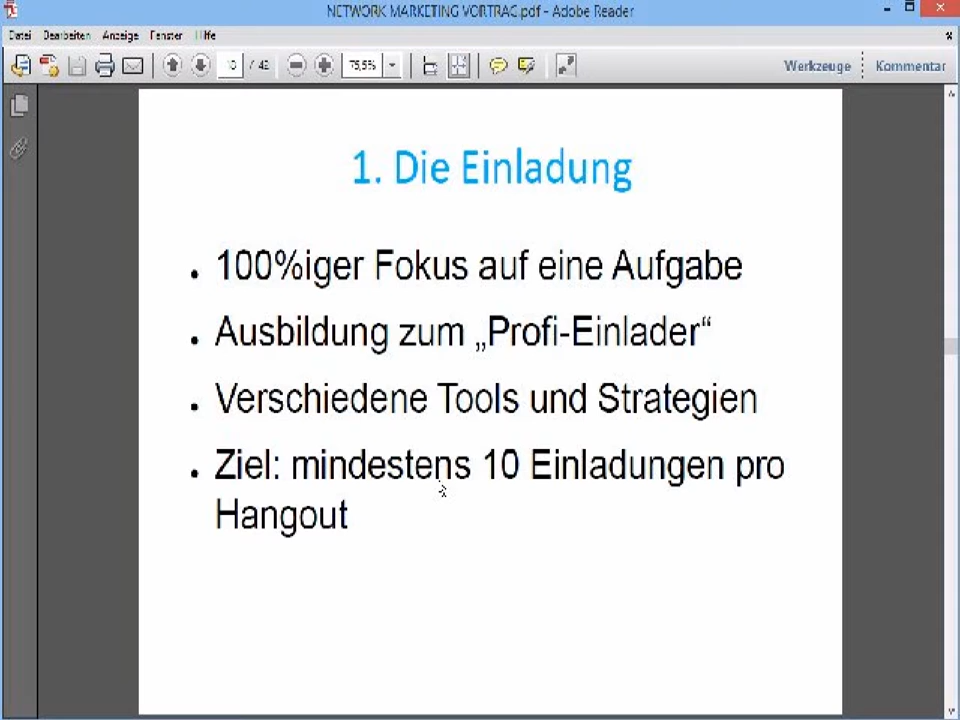 NETWORK MARKETING VORTRAG.pdf - Adobe Reader
Datei Bearbeiten Anzeige Fenster Hilfe
/ 42 75,5% Werkzeuge Kommentar
1. Die Einladung
• 100%iger Fokus auf eine Aufgabe
• Ausbildung zum „Profi-Einlader“
• Verschiedene Tools und Strategien
• Ziel: mindestens 10 Einladungen pro
Hangout